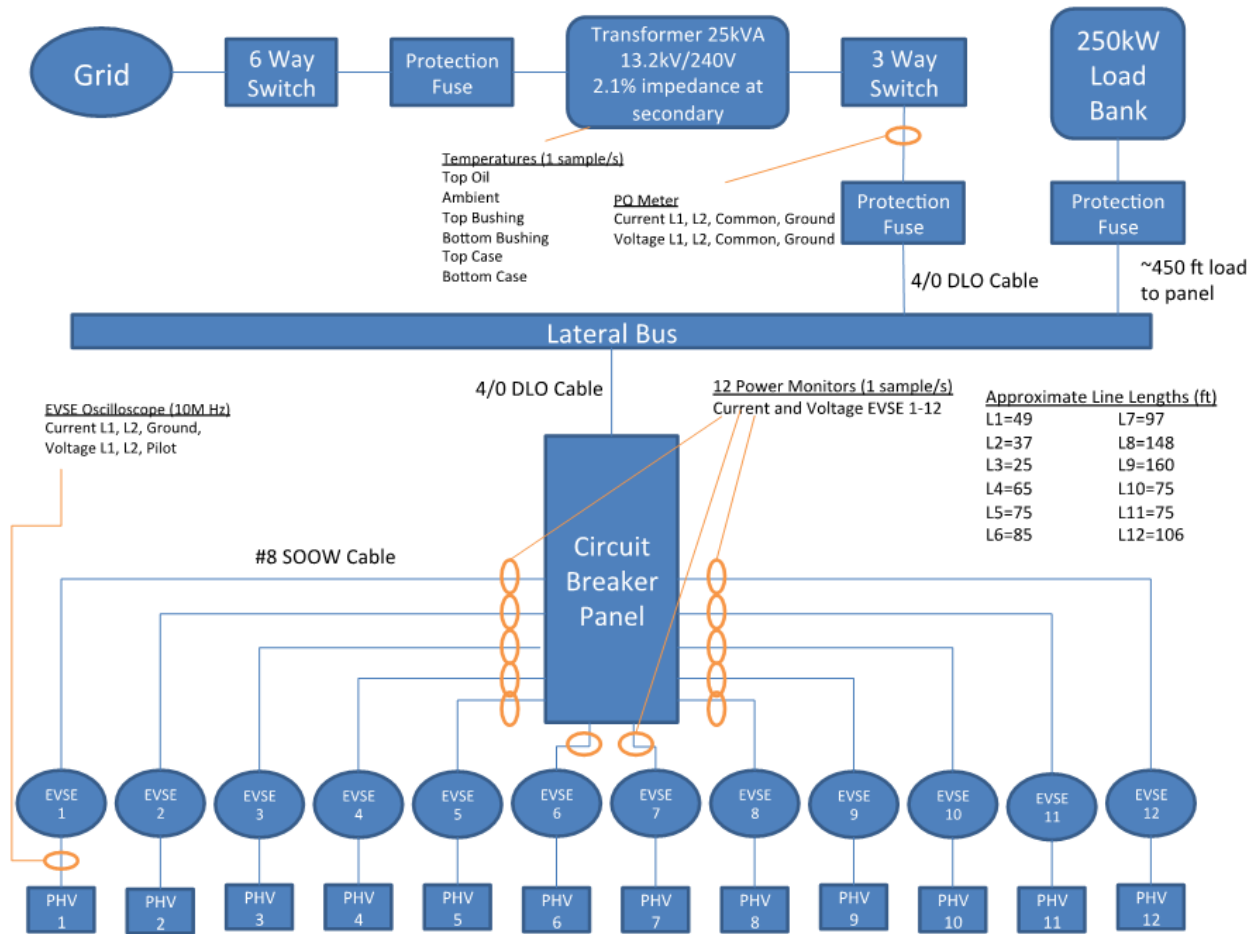 Grid
6 Way
Switch
Protection
Fuse
Transformer 25kVA
13.2kV/240V
2.1% impedance at
secondary
3 Way
Switch
250kW
Load
Bank
Temperatures (1 sample/s)
Top Oil
Ambient
Top Bushing
Bottom Bushing
Top Case
Bottom Case
PQ Meter
Current L1, L2, Common, Ground
Voltage L1, L2, Common, Ground
Protection
Fuse
Protection
Fuse
4/0 DLO Cable
~450 ft load
to panel
Lateral Bus
4/0 DLO Cable
EVSE Oscilloscope (10M Hz)
Current L1, L2, Ground,
Voltage L1, L2, Pilot
12 Power Monitors (1 sample/s)
Current and Voltage EVSE 1-12
Approximate Line Lengths (ft)
L1=49 L7=97
L2=37 L8=148
L3=25 L9=160
L4=65 L10=75
L5=75 L11=75
L6=85 L12=106
#8 SOOW Cable
Circuit
Breaker
Panel
EVSE
1
EVSE
2
EVSE
3
EVSE
4
EVSE
5
EVSE
6
EVSE
7
EVSE
8
EVSE
9
EVSE
10
EVSE
11
EVSE
12
PHV
1
PHV
2
PHV
3
PHV
4
PHV
5
PHV
6
PHV
7
PHV
8
PHV
9
PHV
10
PHV
11
PHV
12